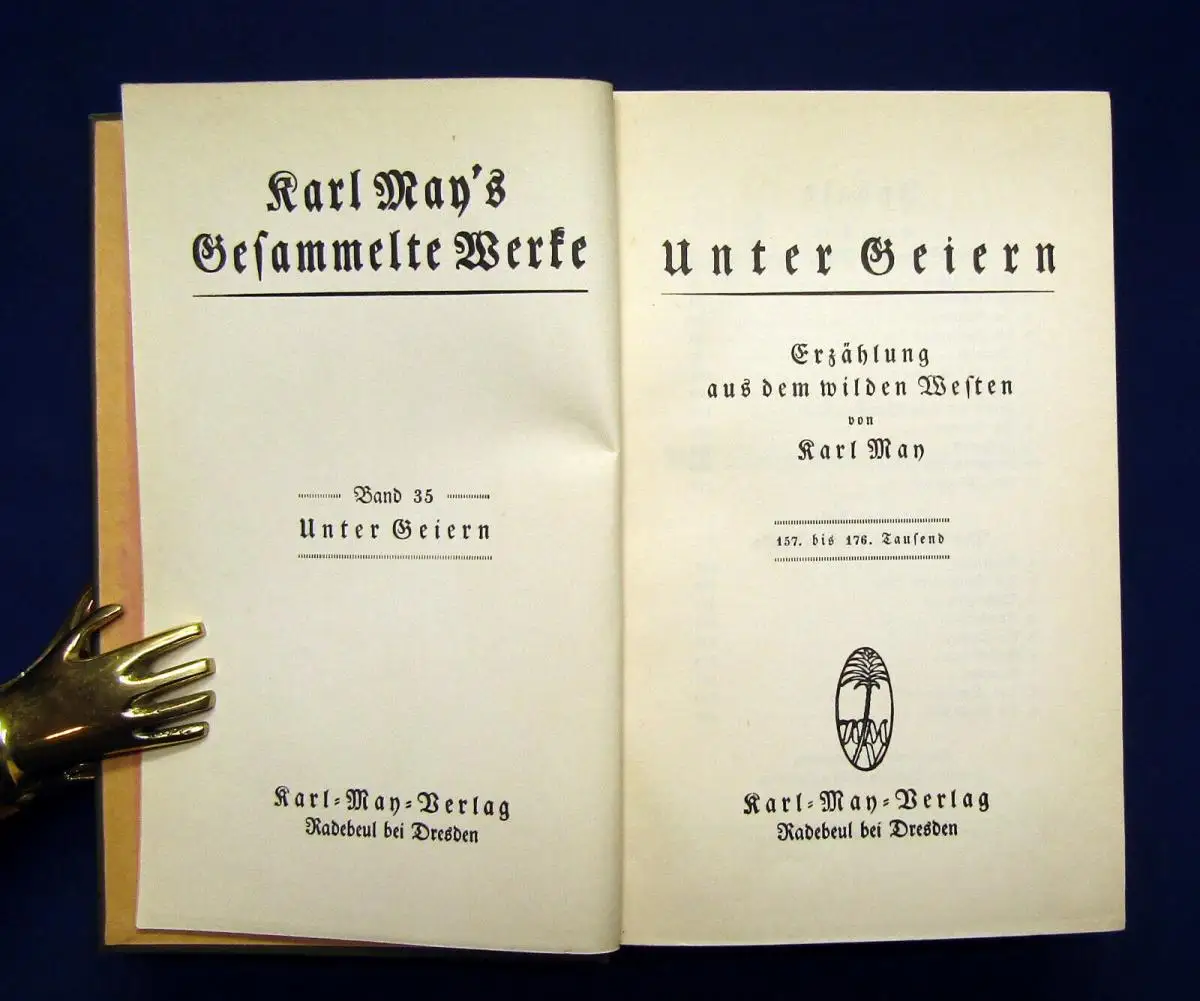 Karl May's
Geſammelte Werke
Band 35
Unter Geiern
Karl-May-Verlag
Radebeul bei Dresden
Unter Geiern
Erzählung
aus dem wilden Weſten
von
Karl May
157. bis 176. Tauſend
Karl-May-Verlag
Radebeul bei Dresden